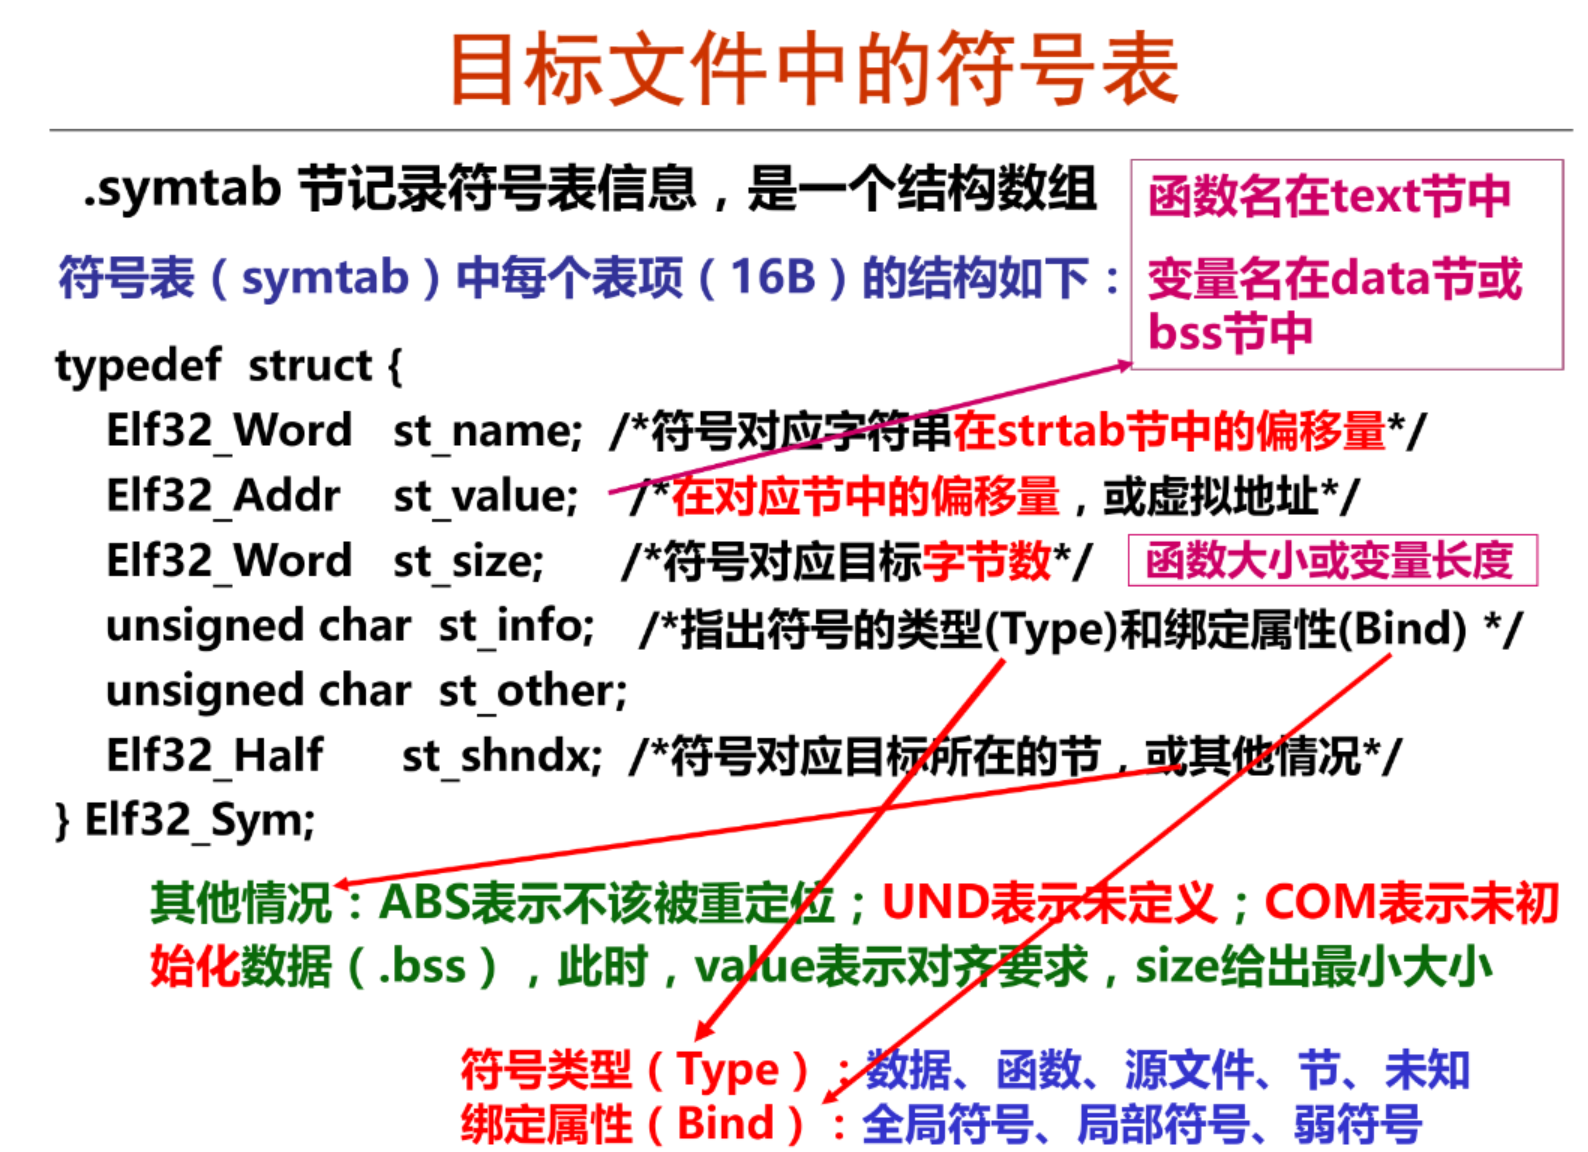 目标文件中的符号表
.symtab 节记录符号表信息，是一个结构数组
函数名在text节中
变量名在data节或
bss节中
符号表（symtab）中每个表项（16B）的结构如下：
typedef struct {
Elf32_Word st_name; /*符号对应字符串在strtab节中的偏移量*/
Elf32_Addr st_value; /*在对应节中的偏移量，或虚拟地址*/
Elf32_Word st_size; /*符号对应目标字节数*/
函数大小或变量长度
unsigned char st_info; /*指出符号的类型(Type)和绑定属性(Bind) */
unsigned char st_other;
Elf32_Half st_shndx; /*符号对应目标所在的节，或其他情况*/
} Elf32_Sym;
其他情况：ABS表示不该被重定位；UND表示未定义；COM表示未初
始化数据（.bss），此时，value表示对齐要求，size给出最小大小
符号类型（Type）：数据、函数、源文件、节、未知
绑定属性（Bind）：全局符号、局部符号、弱符号